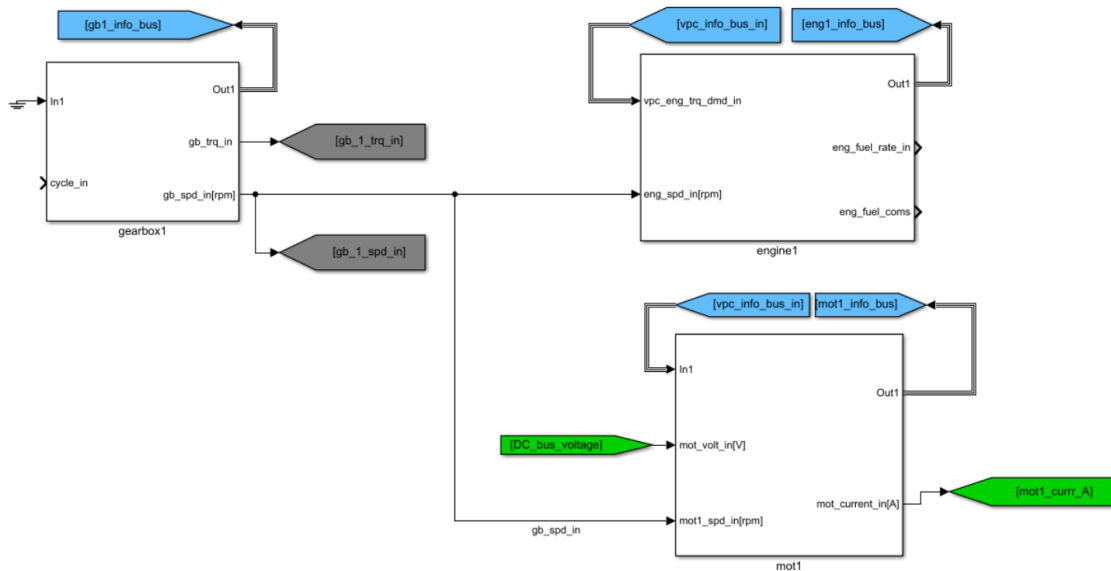 [gb1_info_bus]
In1
Out1
gb_trq_in
[gb_1_trq_in]
cycle_in
gb_spd_in[rpm]
gearbox1
[gb_1_spd_in]
[vpc_info_bus_in]
[eng1_info_bus]
vpc_eng_trq_dmd_in
Out1
eng_fuel_rate_in
eng_spd_in[rpm]
eng_fuel_coms
engine1
[vpc_info_bus_in]
[mot1_info_bus]
In1
Out1
[DC_bus_voltage]
mot_volt_in[V]
mot_current_in[A]
[mot1_currr_A]
gb_spd_in
mot1_spd_in[rpm]
mot1